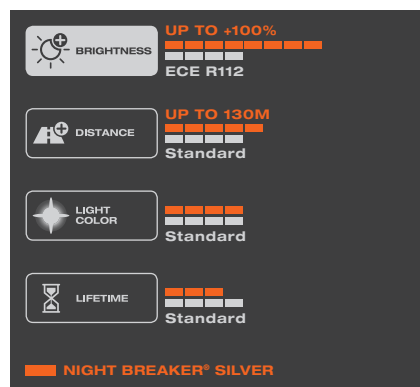 UP TO +100%
BRIGHTNESS
ECE R112
UP TO 130M
DISTANCE
Standard
LIGHT
COLOR
Standard
LIFETIME
Standard
NIGHT BREAKER® SILVER